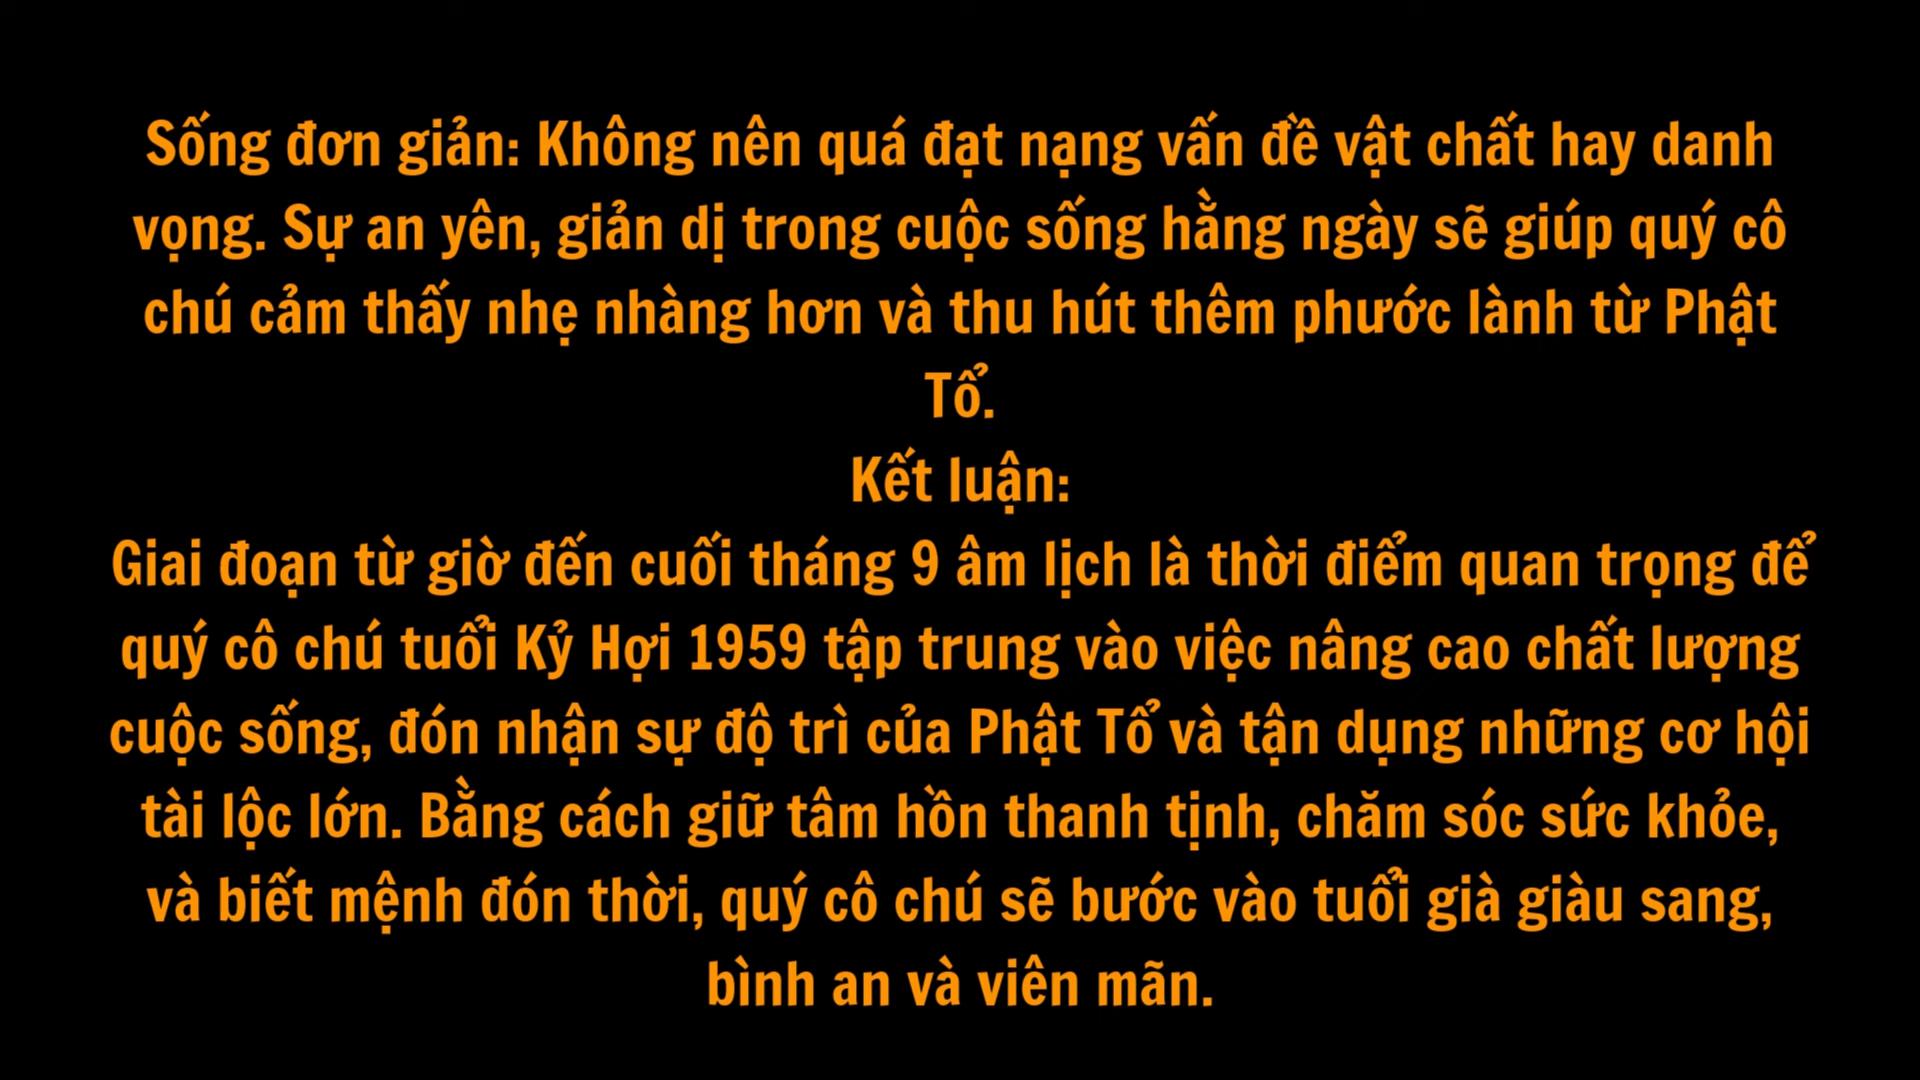 Sống đơn giản: Không nên quá đạt nạng vấn đề vật chất hay danh
vọng. Sự an yên, giản dị trong cuộc sống hằng ngày sẽ giúp quý cô
chú cảm thấy nhẹ nhàng hơn và thu hút thêm phước lành từ Phật
Tổ.
Kết luận:
Giai đoạn từ giờ đến cuối tháng 9 âm lịch là thời điểm quan trọng để
quý cô chú tuổi Kỷ Hợi 1959 tập trung vào việc nâng cao chất lượng
cuộc sống, đón nhận sự độ trì của Phật Tổ và tận dụng những cơ hội
tài lộc lớn. Bằng cách giữ tâm hồn thanh tịnh, chăm sóc sức khỏe,
và biết mệnh đón thời, quý cô chú sẽ bước vào tuổi già giàu sang,
bình an và viên mãn.